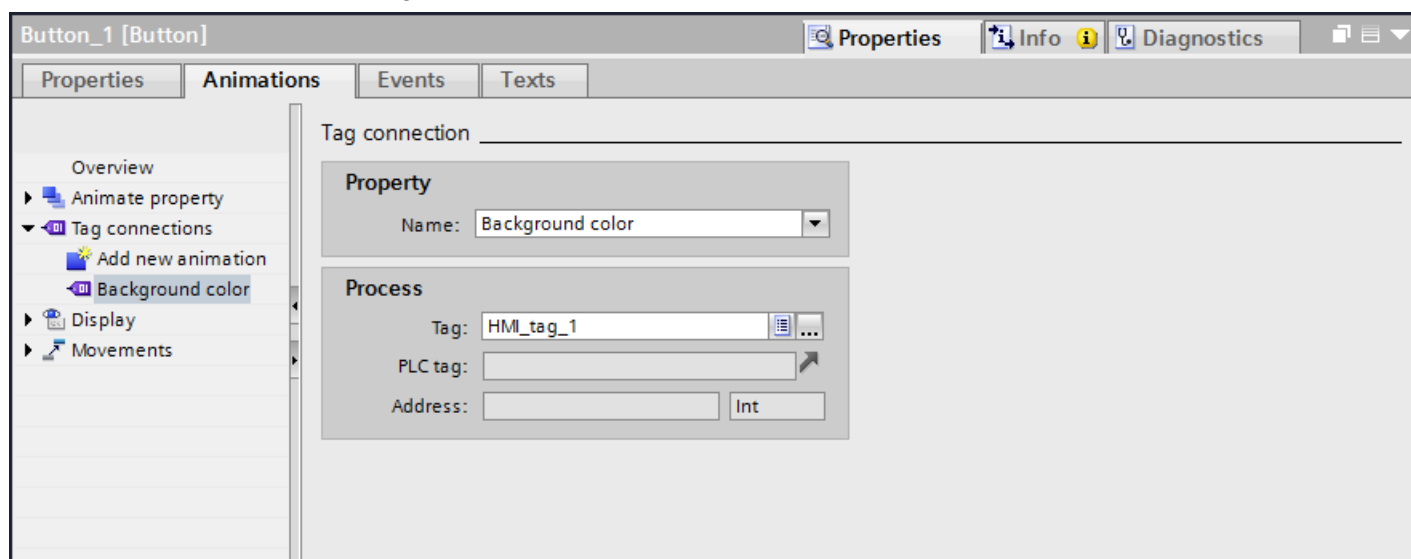 Button_1 [Button]
Properties Info Diagnostics
Properties Animations Events Texts
Tag connection
Overview
Animate property
Tag connections
Add new animation
Background color
Display
Movements
Property
Name: Background color
Process
Tag: HMI_tag_1 ...
PLC tag:
Address: Int